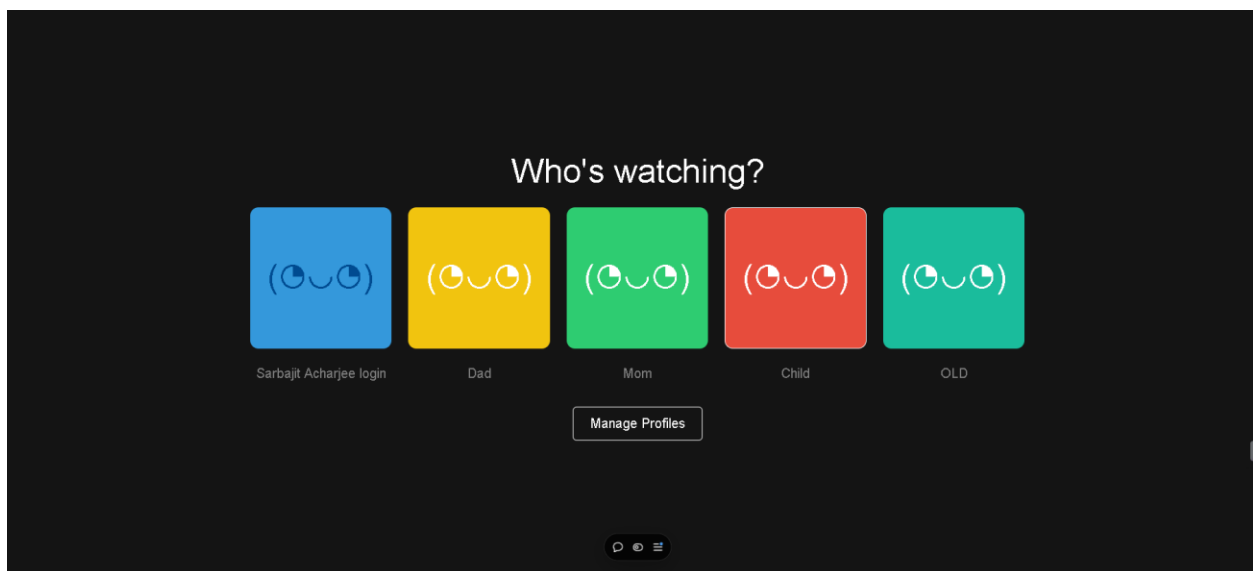 Who's watching?
(◔◡◔) (◔◡◔) (◔◡◔) (◔◡◔) (◔◡◔)
Sarbajit Acharjee login Dad Mom Child OLD
Manage Profiles